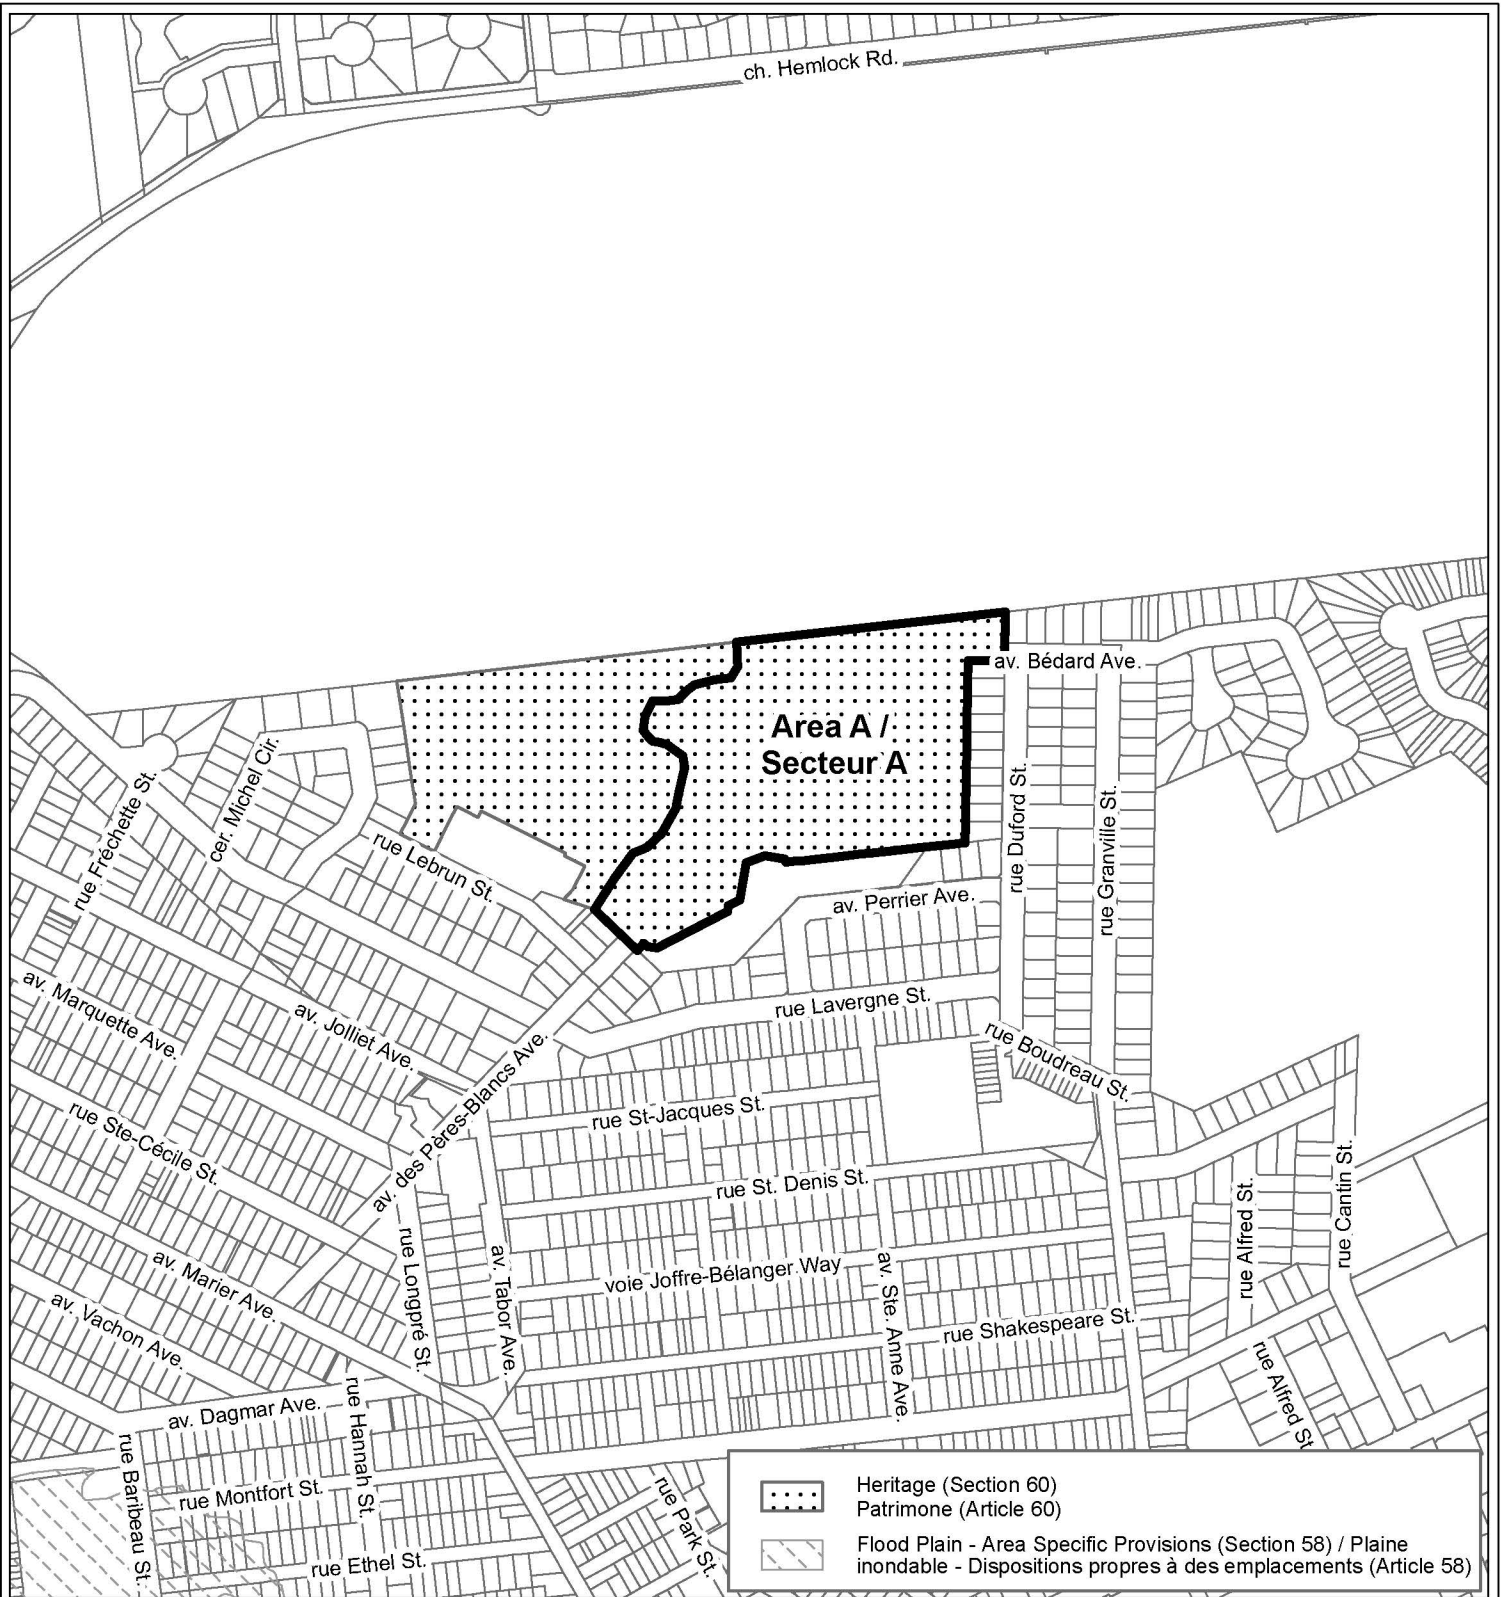 ch. Hemlock Rd.
av. Bédard Ave.
Area A /
Secteur A
rue Fréchette St.
cer. Michel Cir.
rue Lebrun St.
rue Duford St.
rue Granville St.
av. Perrier Ave.
av. Marquette Ave.
av. Jolliet Ave.
rue Lavergne St.
rue Boudreau St.
av. des Pères-Blancs Ave.
rue St-Jacques St.
rue Ste-Cécile St.
rue St. Denis St.
rue Alfred St.
rue Cantin St.
av. Marier Ave.
rue Longpré St.
av. Tabor Ave.
voie Joffre-Bélanger Way
av. Ste. Anne Ave.
rue Shakespeare St.
av. Vachon Ave.
rue Alfred St.
av. Dagmar Ave.
rue Hannah St.
rue Baribeau St.
rue Montfort St.
rue Park St.
rue Ethel St.
Heritage (Section 60)
Patrimone (Article 60)
Flood Plain - Area Specific Provisions (Section 58) / Plaine
inondable - Dispositions propres à des emplacements (Article 58)